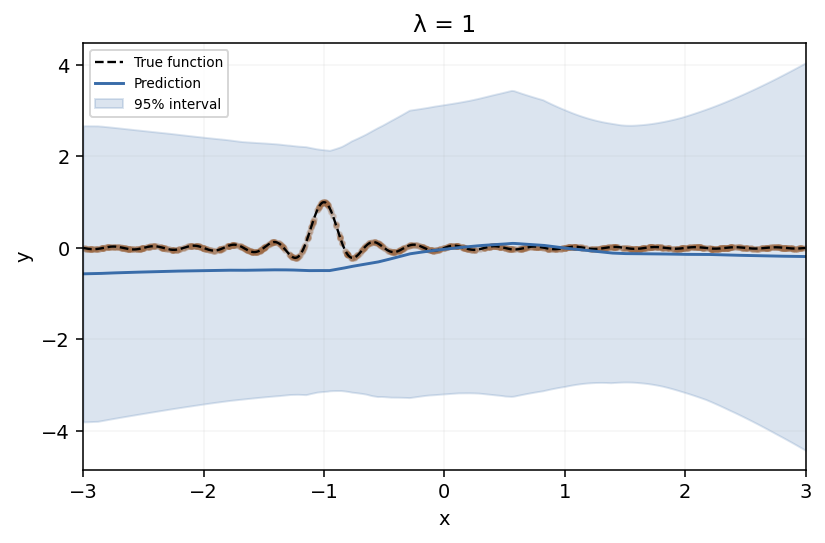 λ = 1
True function
Prediction
95% interval
y
4
2
0
−2
−4
−3
−2
−1
0
1
2
3
x